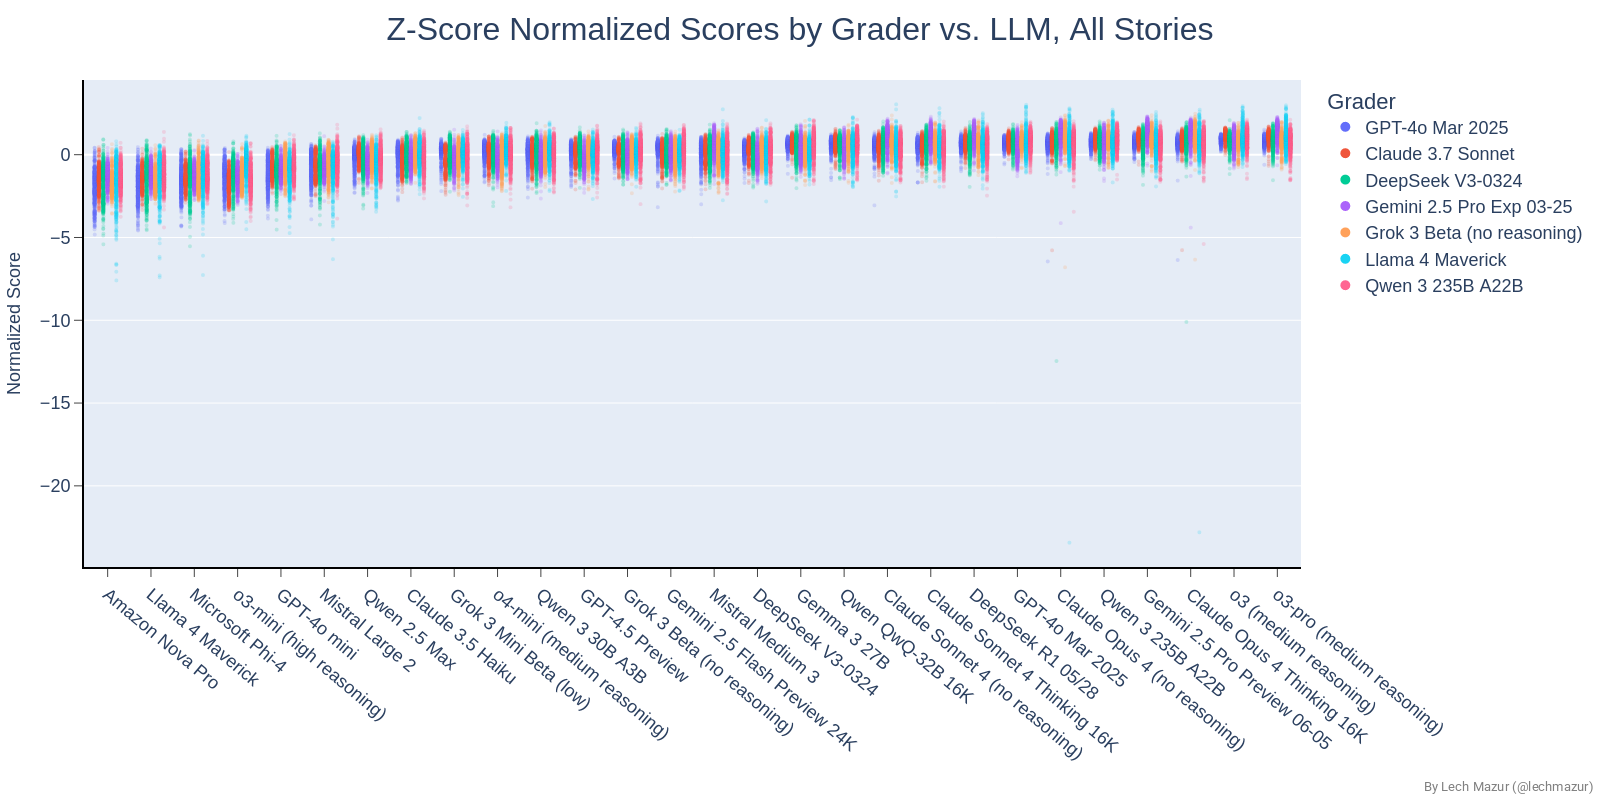 Z-Score Normalized Scores by Grader vs. LLM, All Stories
Grader
GPT-4o Mar 2025
Claude 3.7 Sonnet
DeepSeek V3-0324
Gemini 2.5 Pro Exp 03-25
Grok 3 Beta (no reasoning)
Llama 4 Maverick
Qwen 3 235B A22B
Normalized Score
0
−5
−10
−15
−20
Amazon Nova Pro
Llama 4 Maverick
Microsoft Phi-4
o3-mini (high reasoning)
GPT-4o mini
Mistral Large 2
Qwen 2.5 Max
Claude 3.5 Haiku
Grok 3 Mini Beta (low)
o4-mini (medium reasoning)
Qwen 3 30B A3B
GPT-4.5 Preview
Grok 3 Beta (no reasoning)
Gemini 2.5 Flash Preview 24K
Mistral Medium 3
DeepSeek V3-0324
Gemma 3 27B
Qwen QwQ-32B 16K
Claude Sonnet 4 (no reasoning)
Claude Sonnet 4 Thinking 16K
DeepSeek R1 05/28
GPT-4o Mar 2025
Claude Opus 4 (no reasoning)
Qwen 3 235B A22B
Gemini 2.5 Pro Preview 06-05
Claude Opus 4 Thinking 16K
o3 (medium reasoning)
o3-pro (medium reasoning)
By Lech Mazur (@lechmazur)